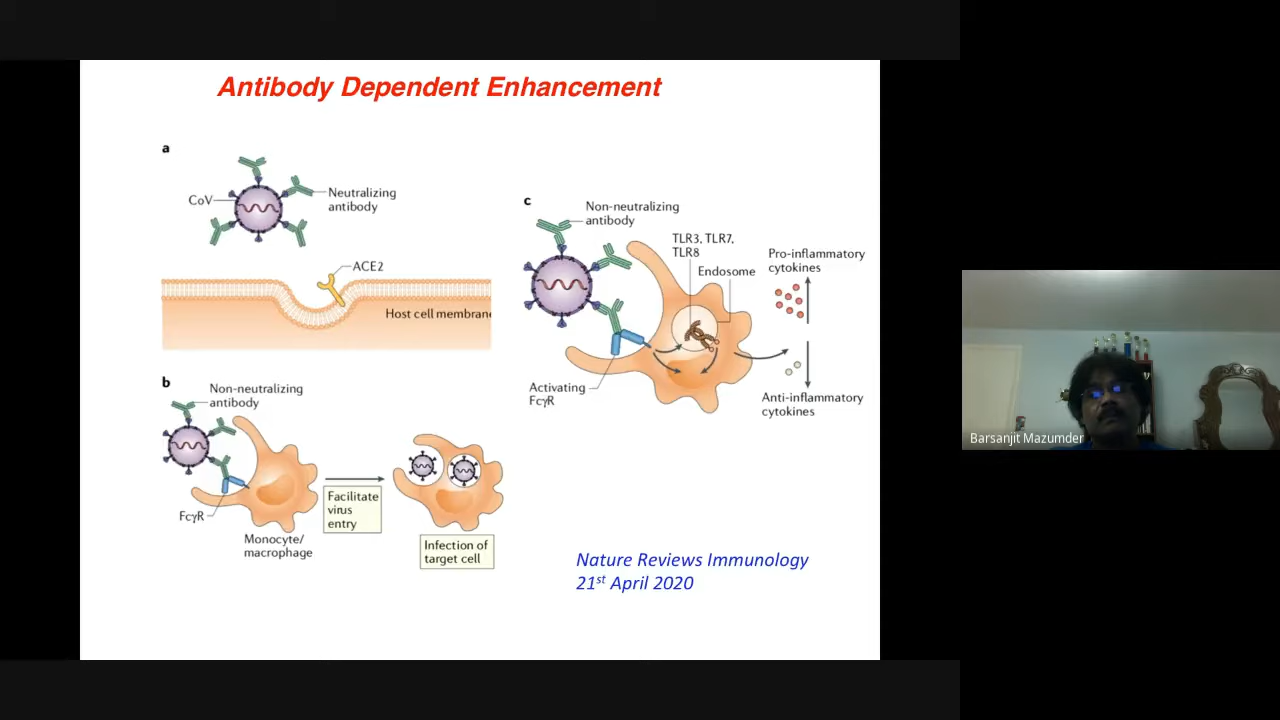 Antibody Dependent Enhancement
a
CoV
Neutralizing
antibody
ACE2
Host cell membrane
b
Non-neutralizing
antibody
FcγR
Monocyte/
macrophage
Facilitate
virus
entry
Infection of
target cell
c
Non-neutralizing
antibody
TLR3, TLR7,
TLR8
Endosome
Pro-inflammatory
cytokines
Activating
FcγR
Anti-inflammatory
cytokines
Nature Reviews Immunology
21st April 2020
Barsanjit Mazumder